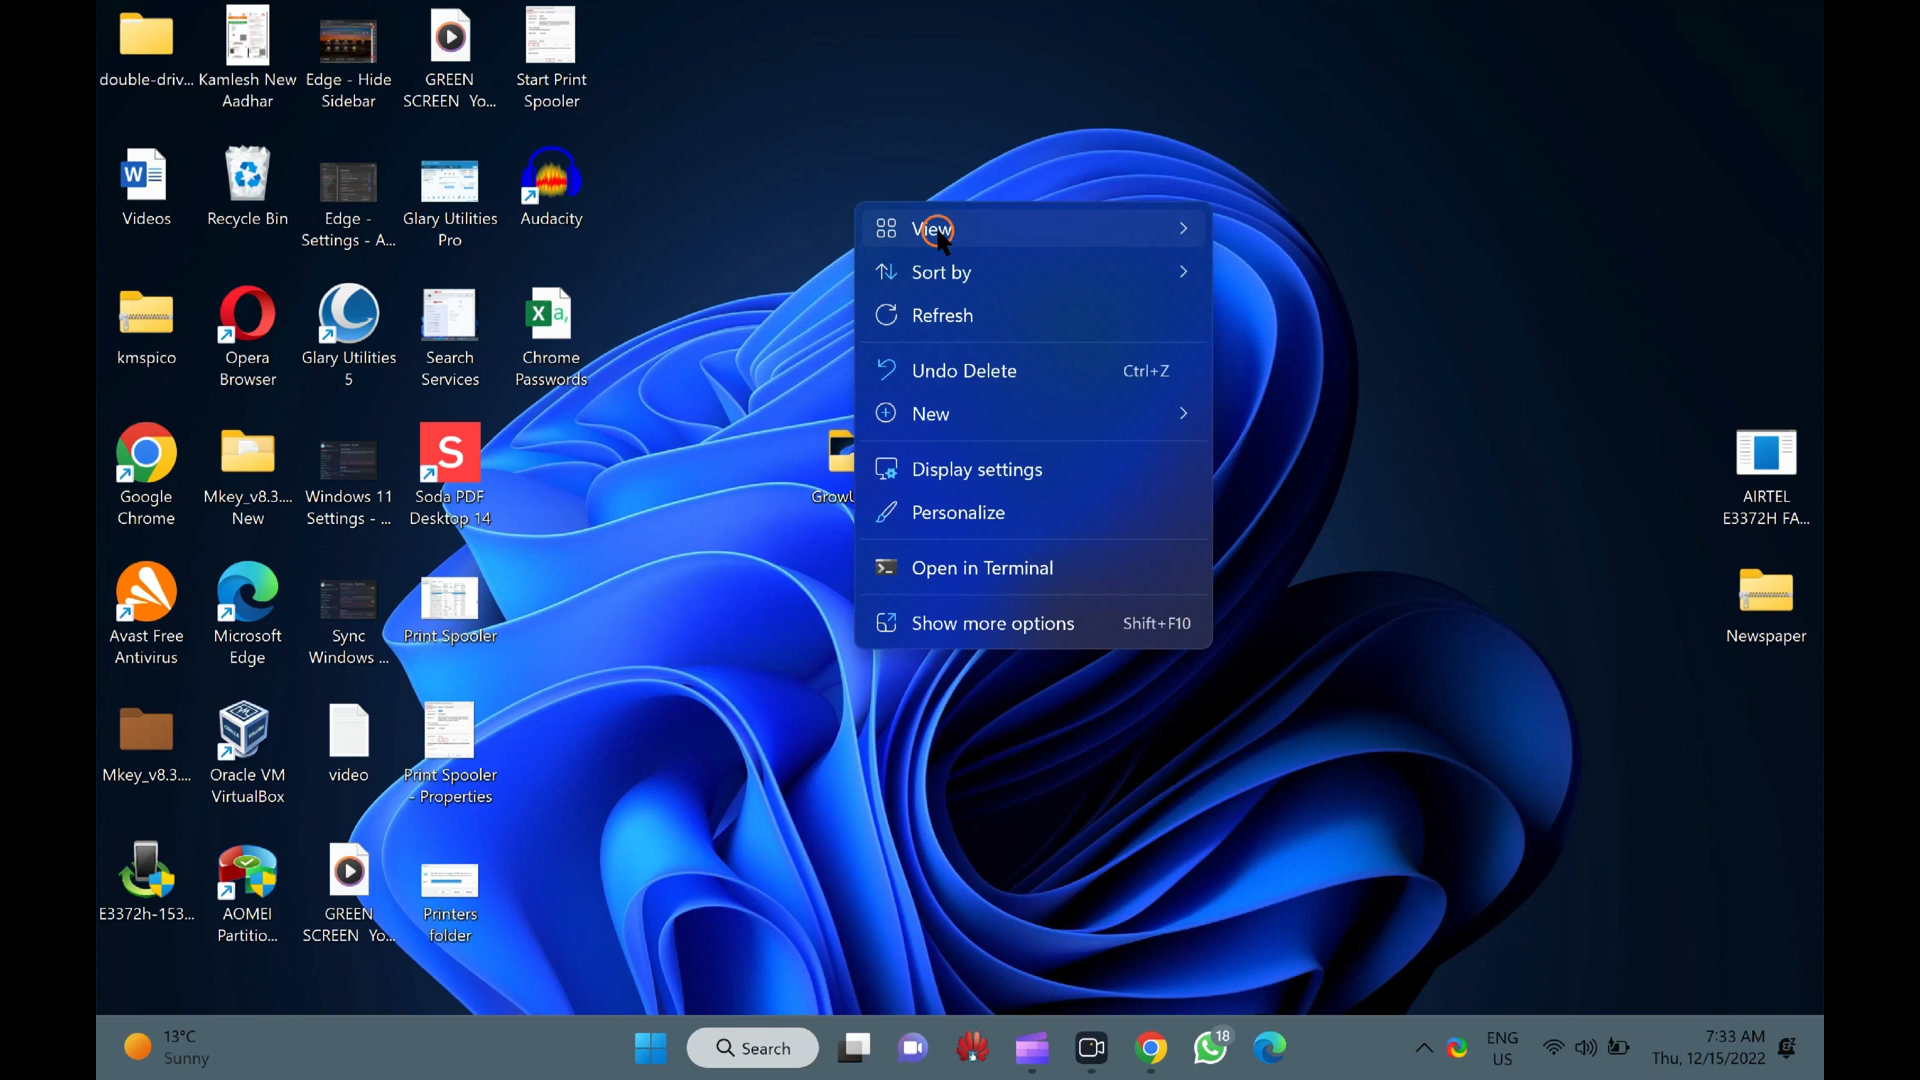 double-driv...
Kamlesh New
Aadhar
Edge - Hide
Sidebar
GREEN
SCREEN Yo...
Start Print
Spooler
Videos
Recycle Bin
Edge -
Settings - A...
Glary Utilities
Pro
Audacity
kmspico
Opera
Browser
Glary Utilities
5
Search
Services
Chrome
Passwords
Google
Chrome
Mkey_v8.3....
New
Windows 11
Settings - ...
Soda PDF
Desktop 14
GrowU
AIRTEL
E3372H FA...
Avast Free
Antivirus
Microsoft
Edge
Sync
Windows ...
Print Spooler
Newspaper
Mkey_v8.3....
Oracle VM
VirtualBox
video
Print Spooler
- Properties
E3372h-153...
AOMEI
Partitio...
GREEN
SCREEN Yo...
Printers
folder
View
Sort by
Refresh
Undo Delete Ctrl+Z
New
Display settings
Personalize
Open in Terminal
Show more options Shift+F10
13°C
Sunny
Search
18
ENG
US
7:33 AM
Thu, 12/15/2022